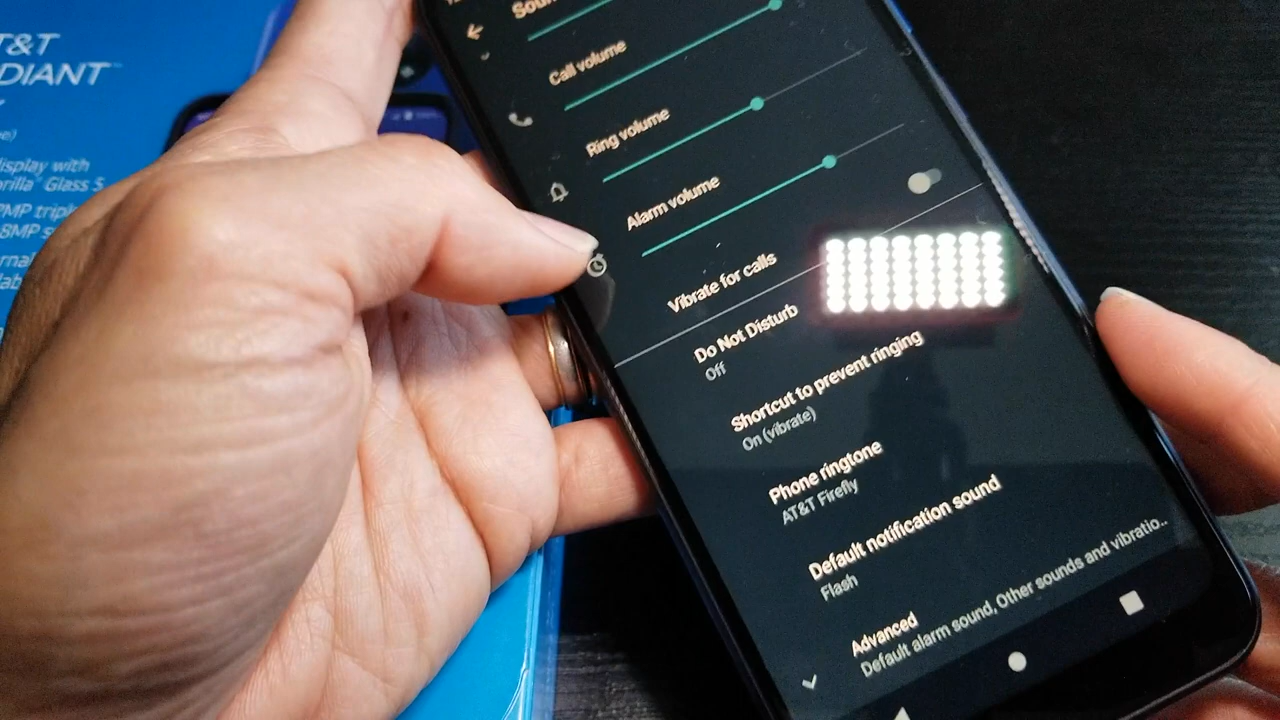 T&T
DIANT™
display with
rilla® Glass 5
Call volume
Ring volume
Alarm volume
Vibrate for calls
Do Not Disturb
Off
Shortcut to prevent ringing
On (vibrate)
Phone ringtone
AT&T Firefly
Default notification sound
Flash
Advanced
Default alarm sound, Other sounds and vibratio..